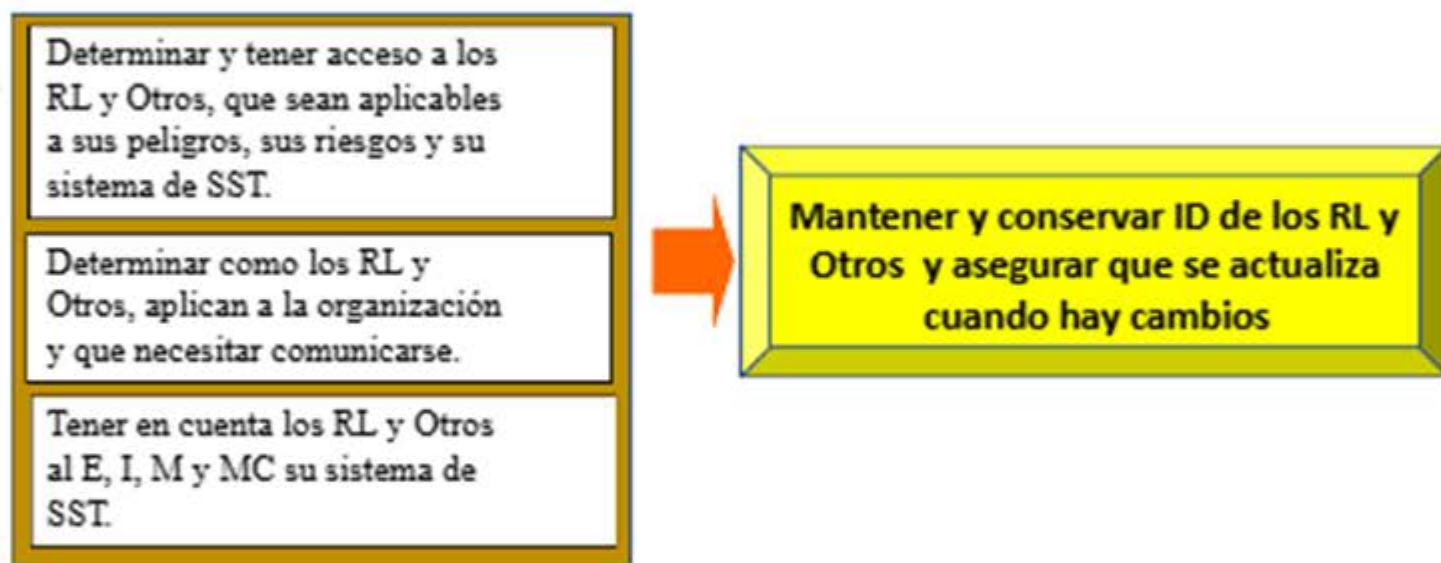 Determinar y tener acceso a los
RL y Otros, que sean aplicables
a sus peligros, sus riesgos y su
sistema de SST.
Determinar como los RL y
Otros, aplican a la organización
y que necesitar comunicarse.
Tener en cuenta los RL y Otros
al E, I, M y MC su sistema de
SST.
Mantener y conservar ID de los RL y
Otros y asegurar que se actualiza
cuando hay cambios